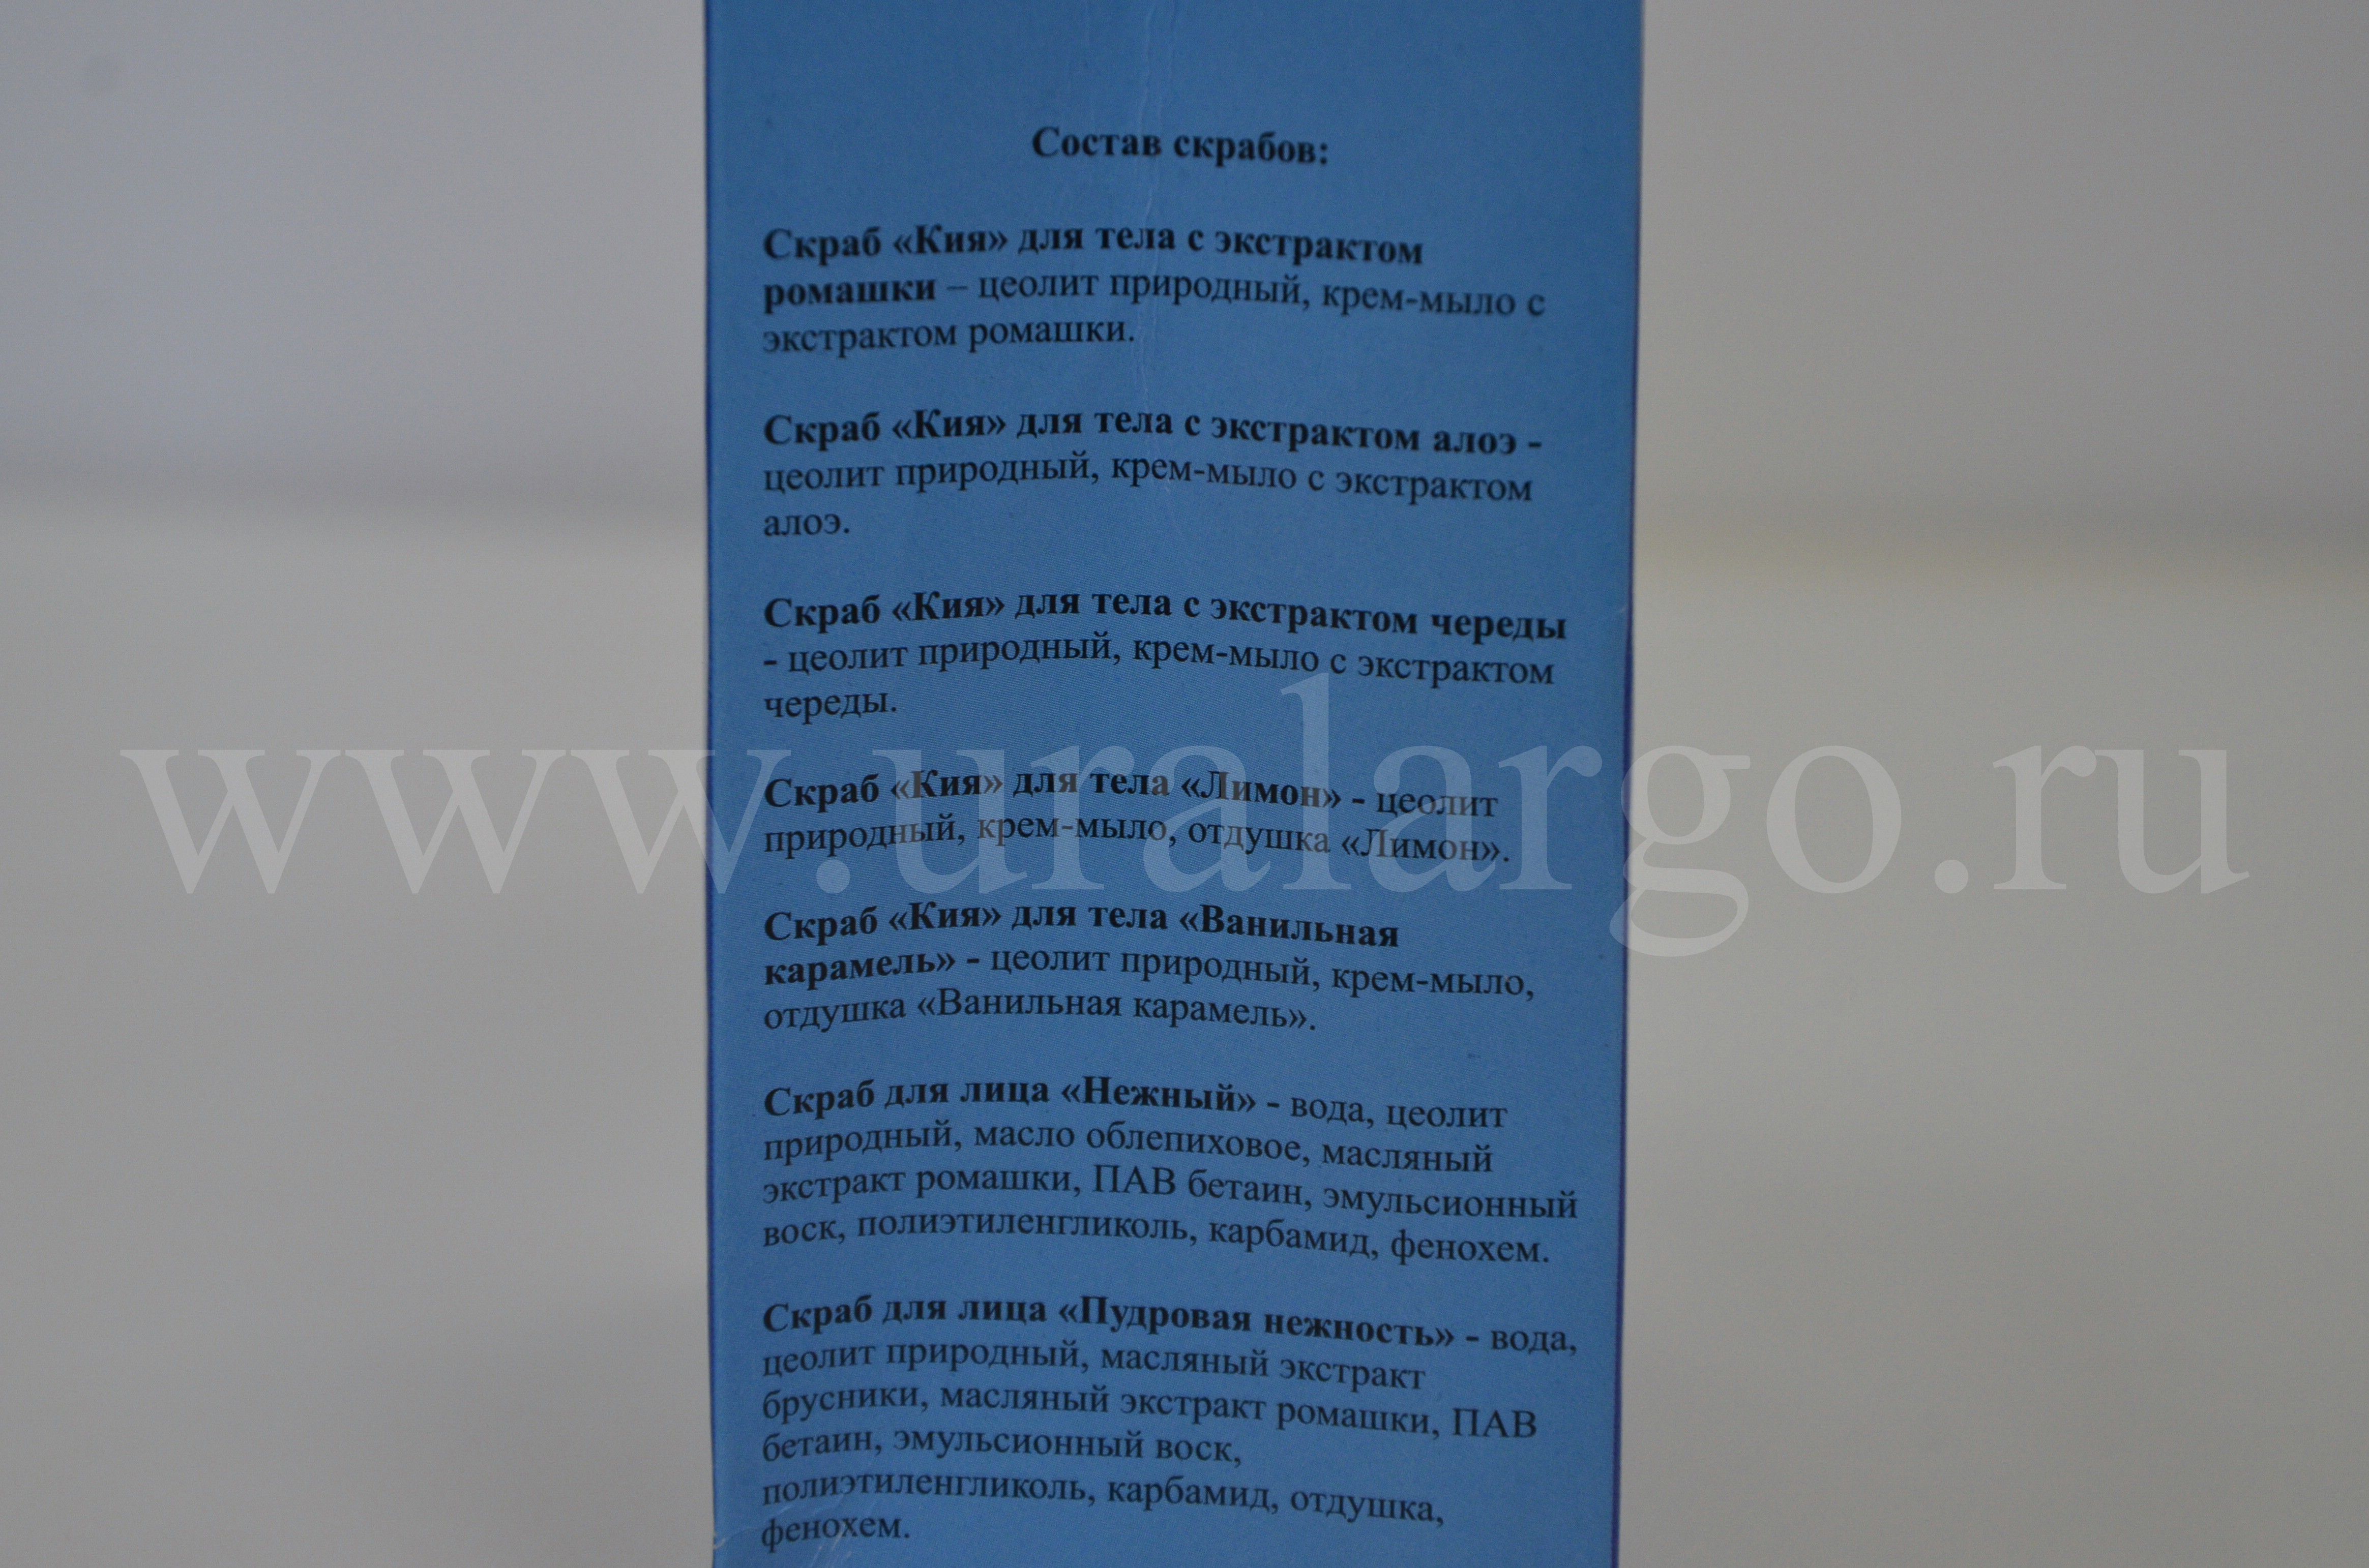 Состав скрабов:
Скраб «Кия» для тела с экстрактом
ромашки – цеолит природный, крем-мыло с
экстрактом ромашки.
Скраб «Кия» для тела с экстрактом алоэ -
цеолит природный, крем-мыло с экстрактом
алоэ.
Скраб «Кия» для тела с экстрактом череды
- цеолит природный, крем-мыло с экстрактом
череды.
www.uralargo.ru
Скраб «Кия» для тела «Лимон» - цеолит
природный, крем-мыло, отдушка «Лимон».
Скраб «Кия» для тела «Ванильная
карамель» - цеолит природный, крем-мыло,
отдушка «Ванильная карамель».
Скраб для лица «Нежный» - вода, цеолит
природный, масло облепиховое, масляный
экстракт ромашки, ПАВ бетаин, эмульсионный
воск, полиэтиленгликоль, карбамид, фенохем.
Скраб для лица «Пудровая нежность» - вода,
цеолит природный, масляный экстракт
брусники, масляный экстракт ромашки, ПАВ
бетаин, эмульсионный воск,
полиэтиленгликоль, карбамид, отдушка,
фенохем.